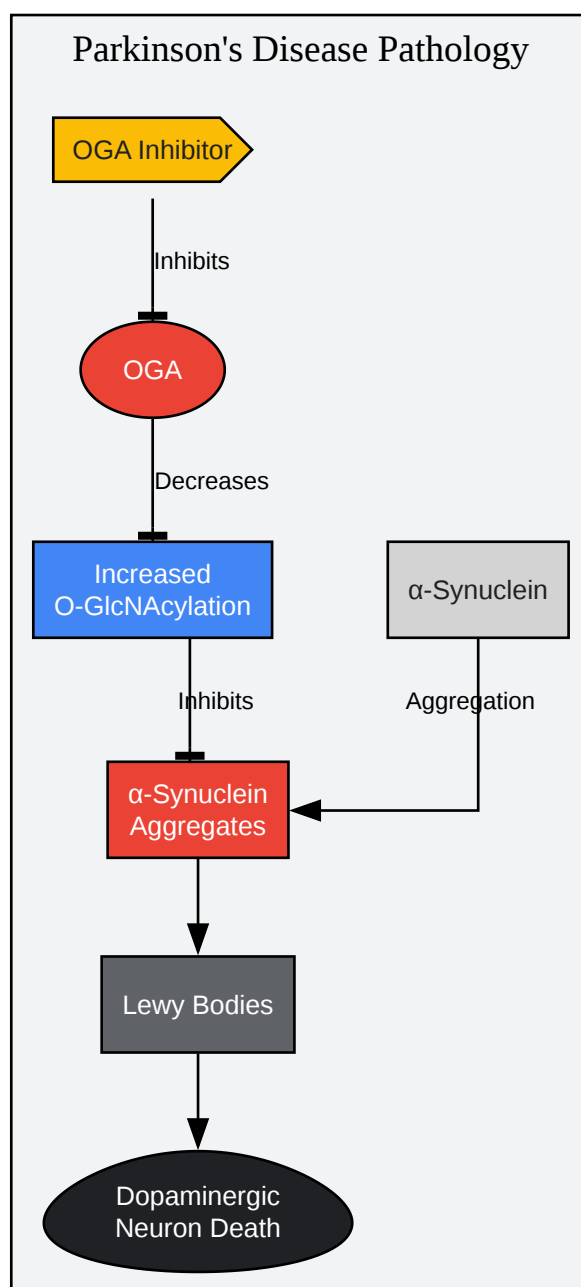 Parkinson's Disease Pathology
OGA Inhibitor
Inhibits
OGA
Decreases
Increased
O-GlcNAcylation
α-Synuclein
Inhibits
Aggregation
α-Synuclein
Aggregates
Lewy Bodies
Dopaminergic
Neuron Death